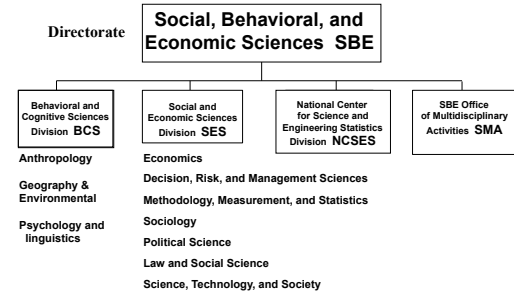 Directorate
Social, Behavioral, and
Economic Sciences SBE
Behavioral and
Cognitive Sciences
Division BCS
Social and
Economic Sciences
Division SES
National Center
for Science and
Engineering Statistics
Division NCSES
SBE Office
of Multidisciplinary
Activities SMA
Anthropology
Geography &
Environmental
Psychology and
linguistics
Economics
Decision, Risk, and Management Sciences
Methodology, Measurement, and Statistics
Sociology
Political Science
Law and Social Science
Science, Technology, and Society